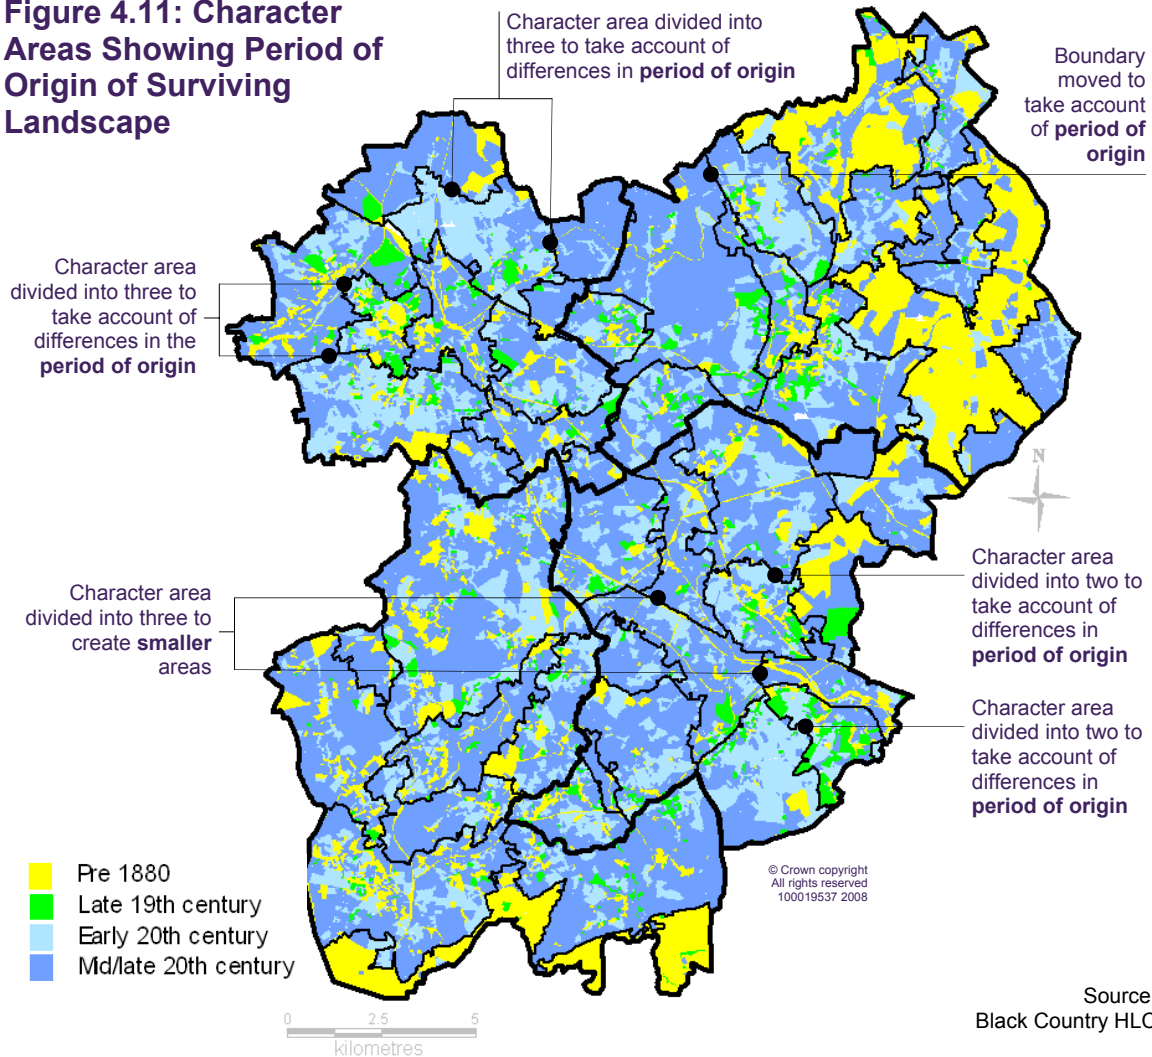 Figure 4.11: Character
Areas Showing Period of
Origin of Surviving
Landscape
Character area divided into
three to take account of
differences in period of origin
Boundary
moved to
take account
of period of
origin
Character area
divided into three to
take account of
differences in the
period of origin
N
Character area
divided into two to
take account of
differences in
period of origin
Character area
divided into three to
create smaller
areas
Character area
divided into two to
take account of
differences in
period of origin
Pre 1880
Late 19th century
Early 20th century
Mid/late 20th century
© Crown copyright
All rights reserved
100019537 2008
0 2.5 5
kilometres
Source
Black Country HLC